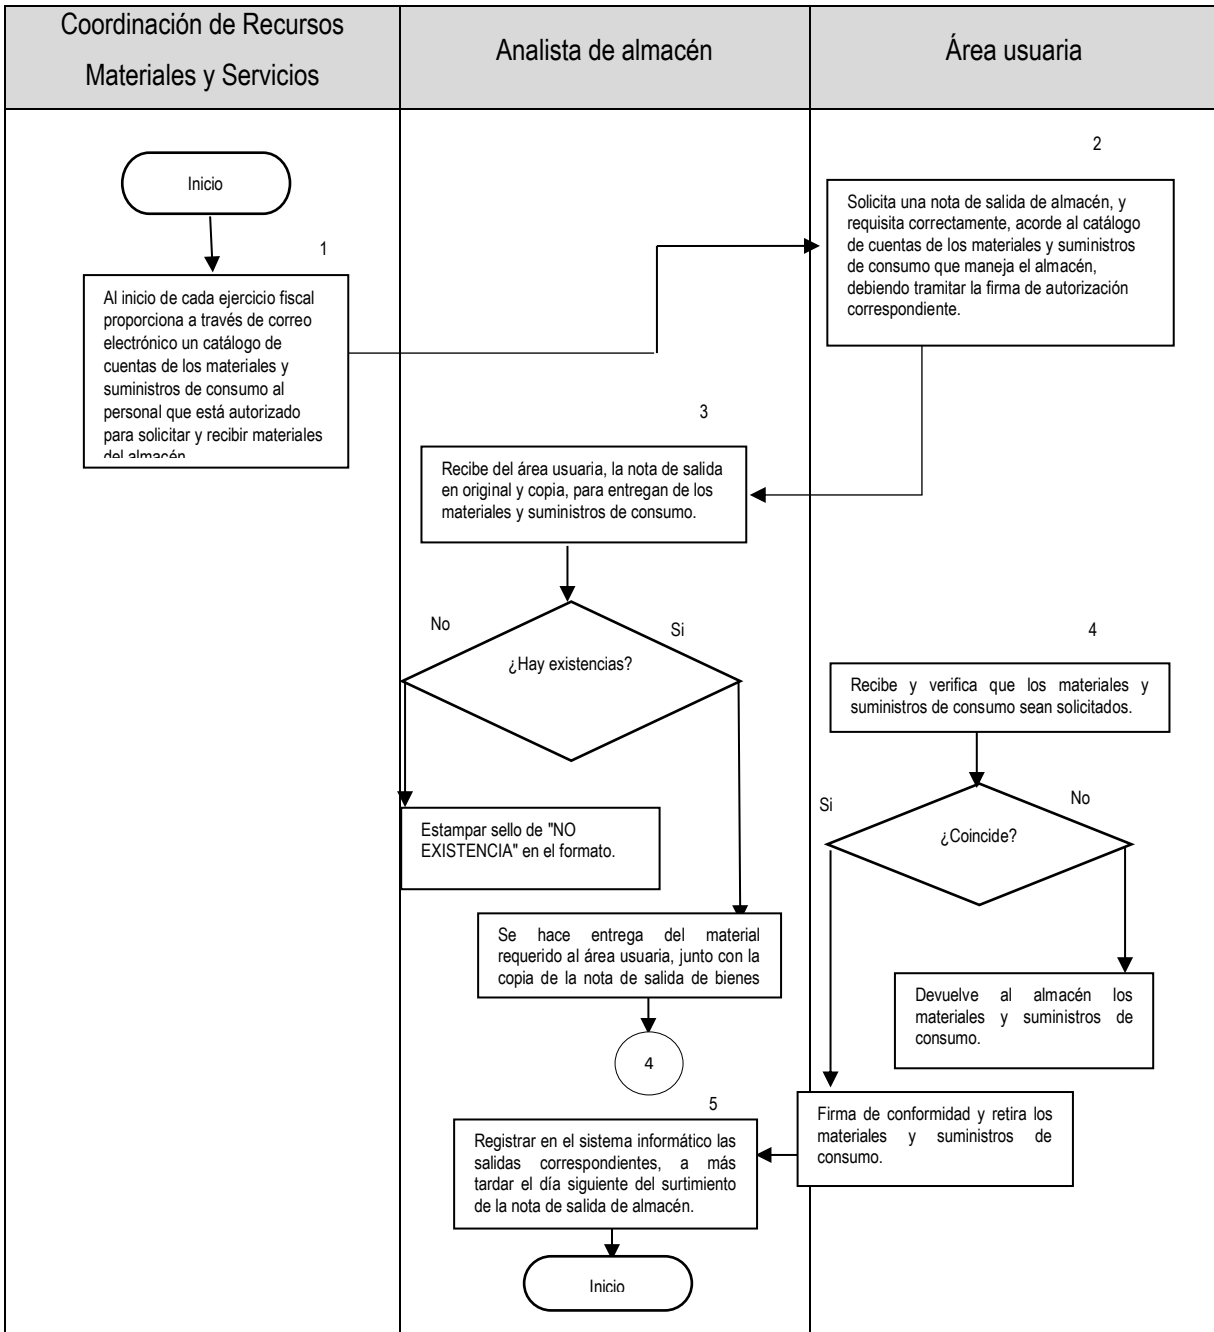 Coordinación de Recursos
Materiales y Servicios
Analista de almacén
Área usuaria
Inicio
1
Al inicio de cada ejercicio fiscal
proporciona a través de correo
electrónico un catálogo de
cuentas de los materiales y
suministros de consumo al
personal que está autorizado
para solicitar y recibir materiales
del almacén
2
Solicita una nota de salida de almacén, y
requisita correctamente, acorde al catálogo
de cuentas de los materiales y suministros
de consumo que maneja el almacén,
debiendo tramitar la firma de autorización
correspondiente.
3
Recibe del área usuaria, la nota de salida
en original y copia, para entregan de los
materiales y suministros de consumo.
No
Si
¿Hay existencias?
Estampar sello de "NO
EXISTENCIA" en el formato.
Se hace entrega del material
requerido al área usuaria, junto con la
copia de la nota de salida de bienes
4
4
Recibe y verifica que los materiales y
suministros de consumo sean solicitados.
Si
No
¿Coincide?
Devuelve al almacén los
materiales y suministros de
consumo.
Firma de conformidad y retira los
materiales y suministros de
consumo.
5
Registrar en el sistema informático las
salidas correspondientes, a más
tardar el día siguiente del surtimiento
de la nota de salida de almacén.
Inicio